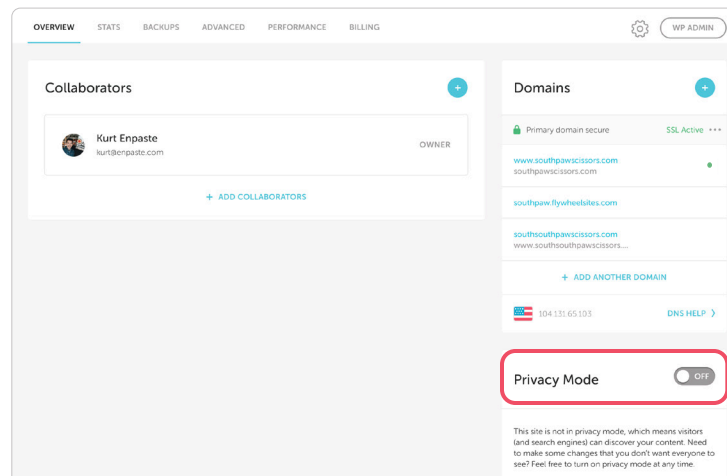 OVERVIEW STATS BACKUPS ADVANCED PERFORMANCE BILLING WP ADMIN
Collaborators +
Kurt Enpaste
kurt@enpaste.com
OWNER
+ ADD COLLABORATORS
Domains +
Primary domain secure SSL Active
www.southpawscissors.com
southpawscissors.com
southpaw.flywheelsites.com
southsouthpawscissors.com
www.southsouthpawscissors....
+ ADD ANOTHER DOMAIN
104.131.65.103 DNS HELP >
Privacy Mode OFF
This site is not in privacy mode, which means visitors
(and search engines) can discover your content. Need
to make some changes that you don't want everyone to
see? Feel free to turn on privacy mode at any time.